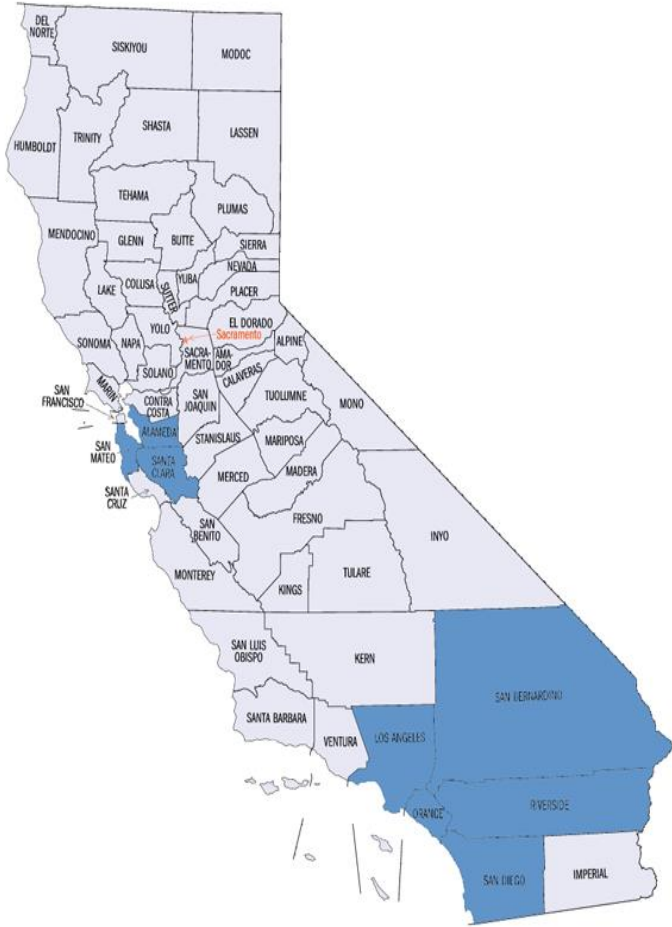 DEL
NORTE
SISKIYOU
MODOC
HUMBOLDT
TRINITY
SHASTA
LASSEN
TEHAMA
PLUMAS
MENDOCINO
GLENN
BUTTE
SIERRA
NEVADA
LAKE
COLUSA
SUTTER
YUBA
PLACER
SONOMA
NAPA
YOLO
EL DORADO
Sacramento
SACRA-
MENTO
AMA-
DOR
ALPINE
SOLANO
CALAVERAS
MARIN
SAN
FRANCISCO
CONTRA
COSTA
SAN
JOAQUIN
TUOLUMNE
MONO
ALAMEDA
STANISLAUS
MARIPOSA
SAN
MATEO
SANTA
CLARA
MERCED
MADERA
SANTA
CRUZ
FRESNO
SAN
BENITO
INYO
MONTEREY
KINGS
TULARE
SAN LUIS
OBISPO
KERN
SAN BERNARDINO
SANTA BARBARA
VENTURA
LOS ANGELES
ORANGE
RIVERSIDE
SAN DIEGO
IMPERIAL